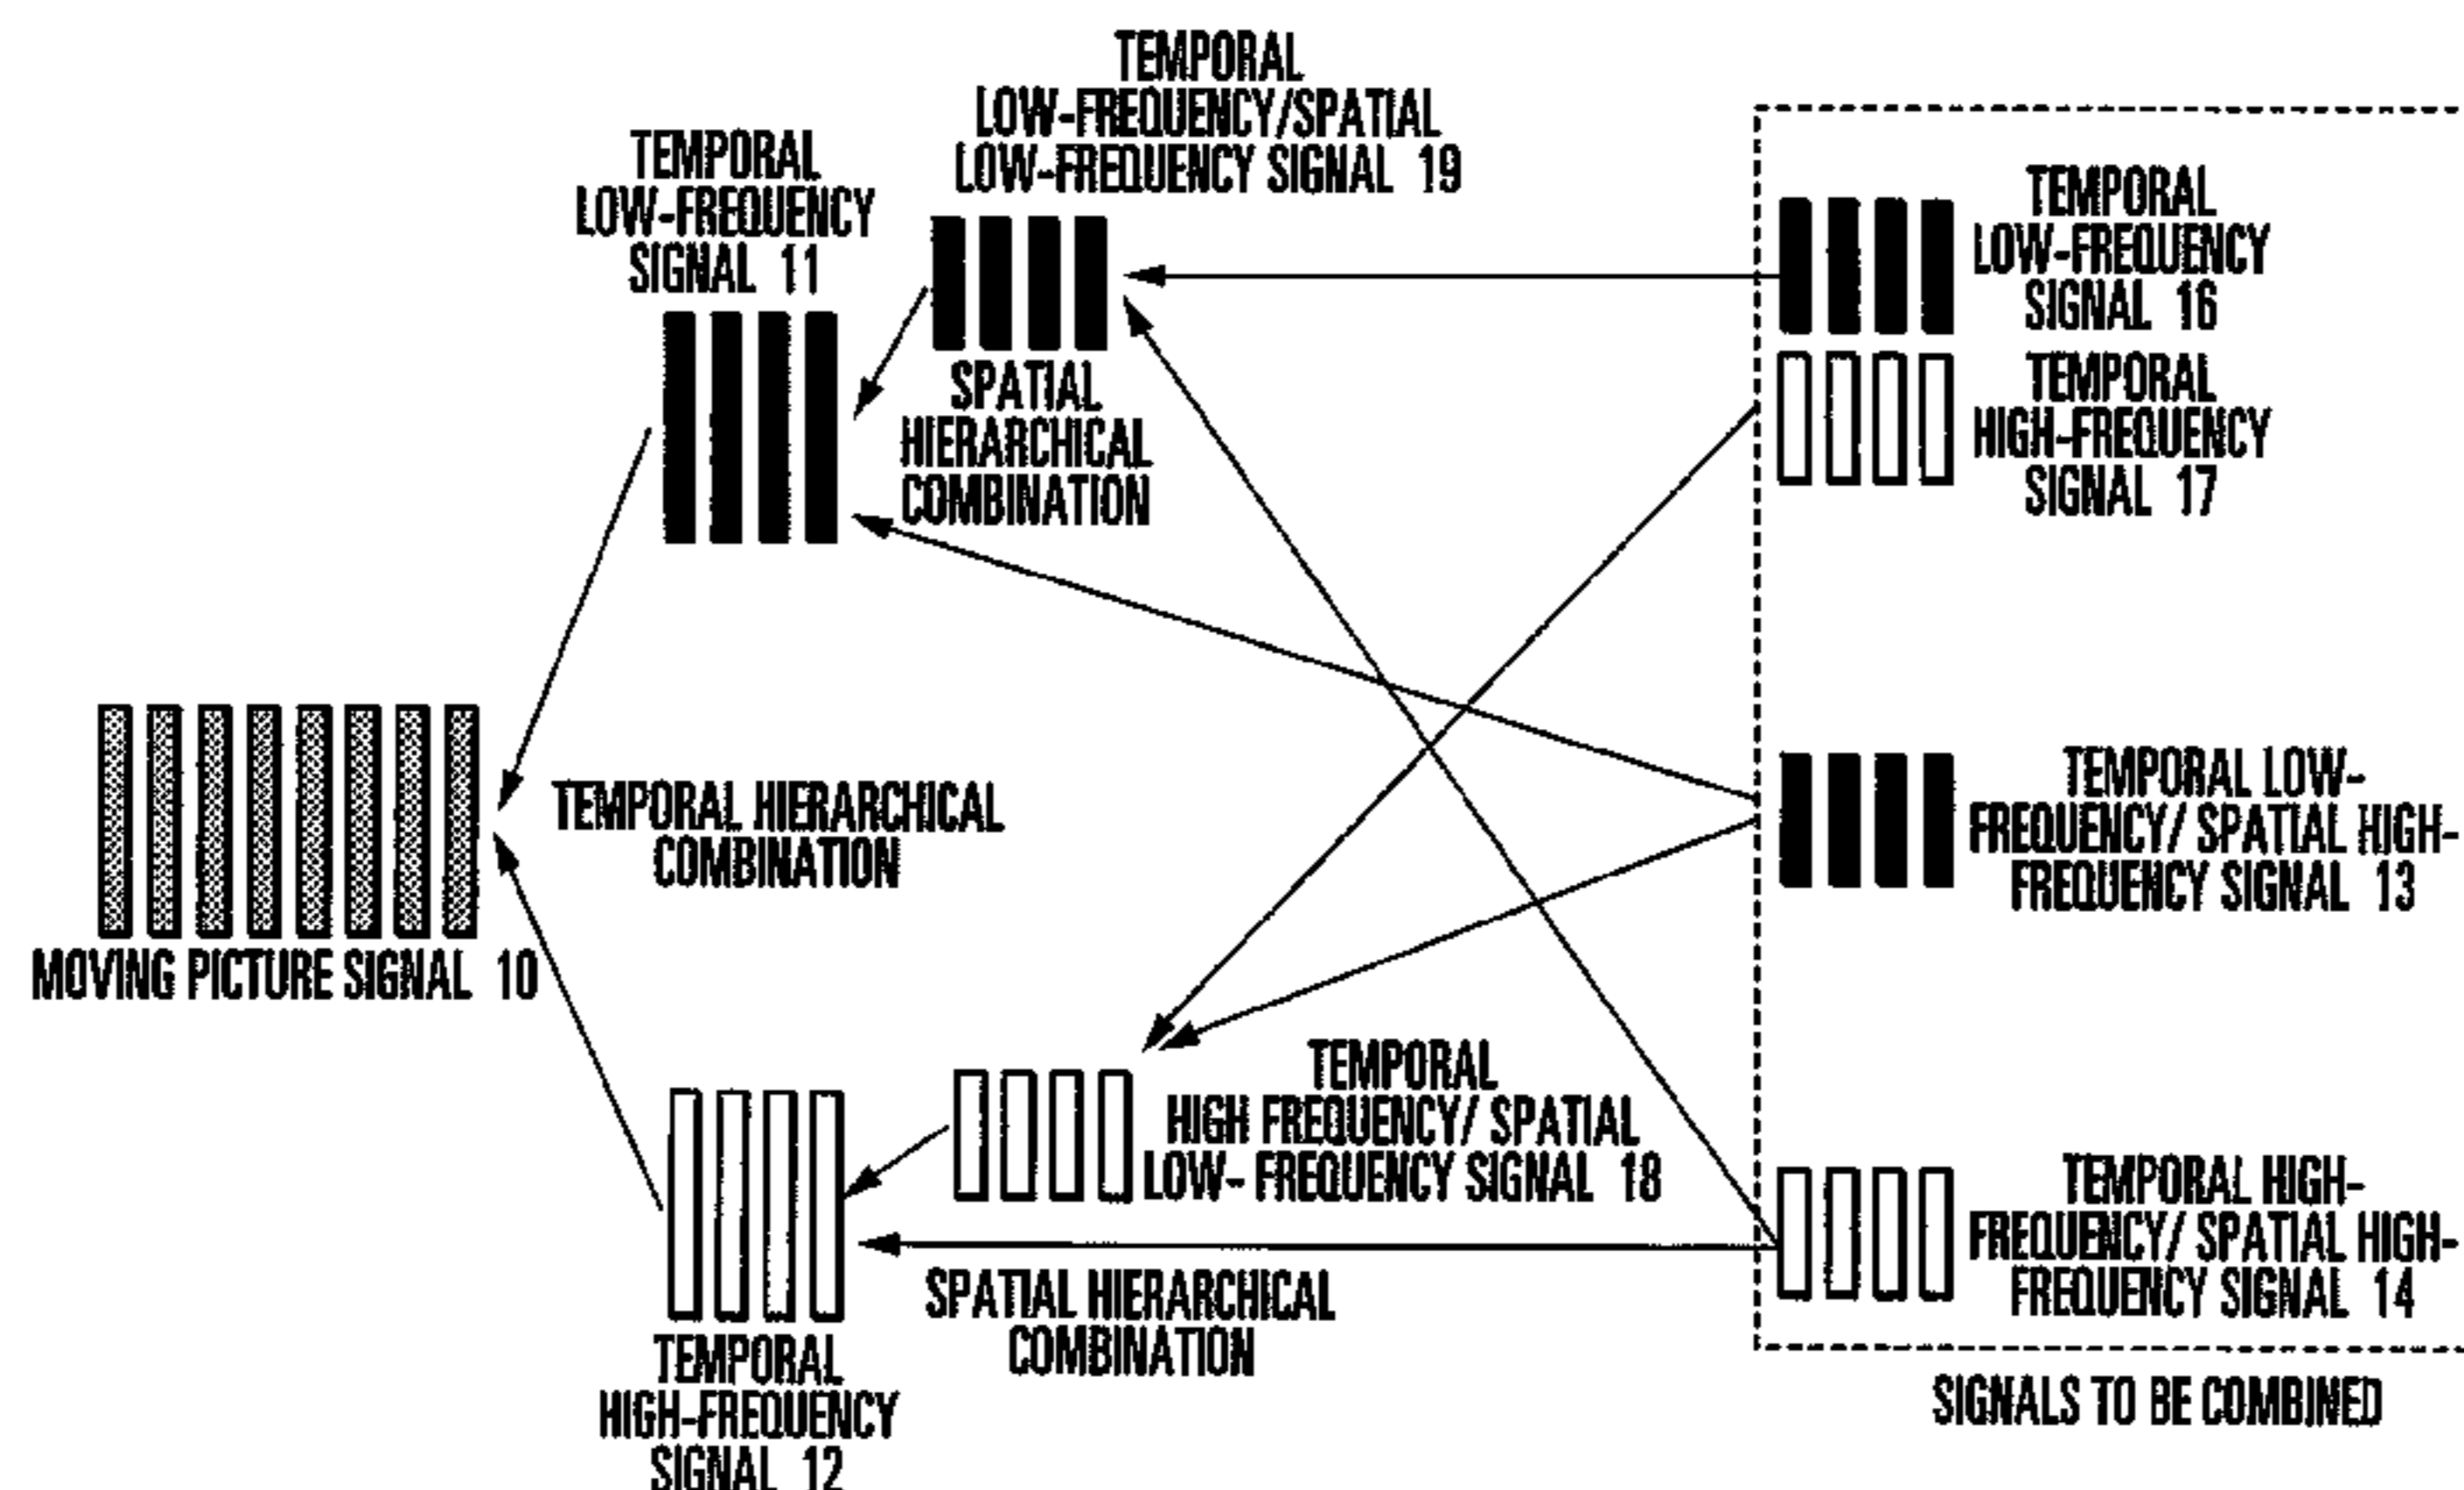 TEMPORAL
LOW-FREQUENCY/SPATIAL
LOW-FREQUENCY SIGNAL 19
TEMPORAL
LOW-FREQUENCY
SIGNAL 11
TEMPORAL
LOW-FREQUENCY
SIGNAL 16
SPATIAL
HIERARCHICAL
COMBINATION
TEMPORAL
HIGH-FREQUENCY
SIGNAL 17
TEMPORAL HIERARCHICAL
COMBINATION
TEMPORAL LOW-
FREQUENCY/ SPATIAL HIGH-
FREQUENCY SIGNAL 13
MOVING PICTURE SIGNAL 10
TEMPORAL
HIGH FREQUENCY/ SPATIAL
LOW- FREQUENCY SIGNAL 18
TEMPORAL HIGH-
FREQUENCY/ SPATIAL HIGH-
FREQUENCY SIGNAL 14
SPATIAL HIERARCHICAL
COMBINATION
TEMPORAL
HIGH-FREQUENCY
SIGNAL 12
SIGNALS TO BE COMBINED